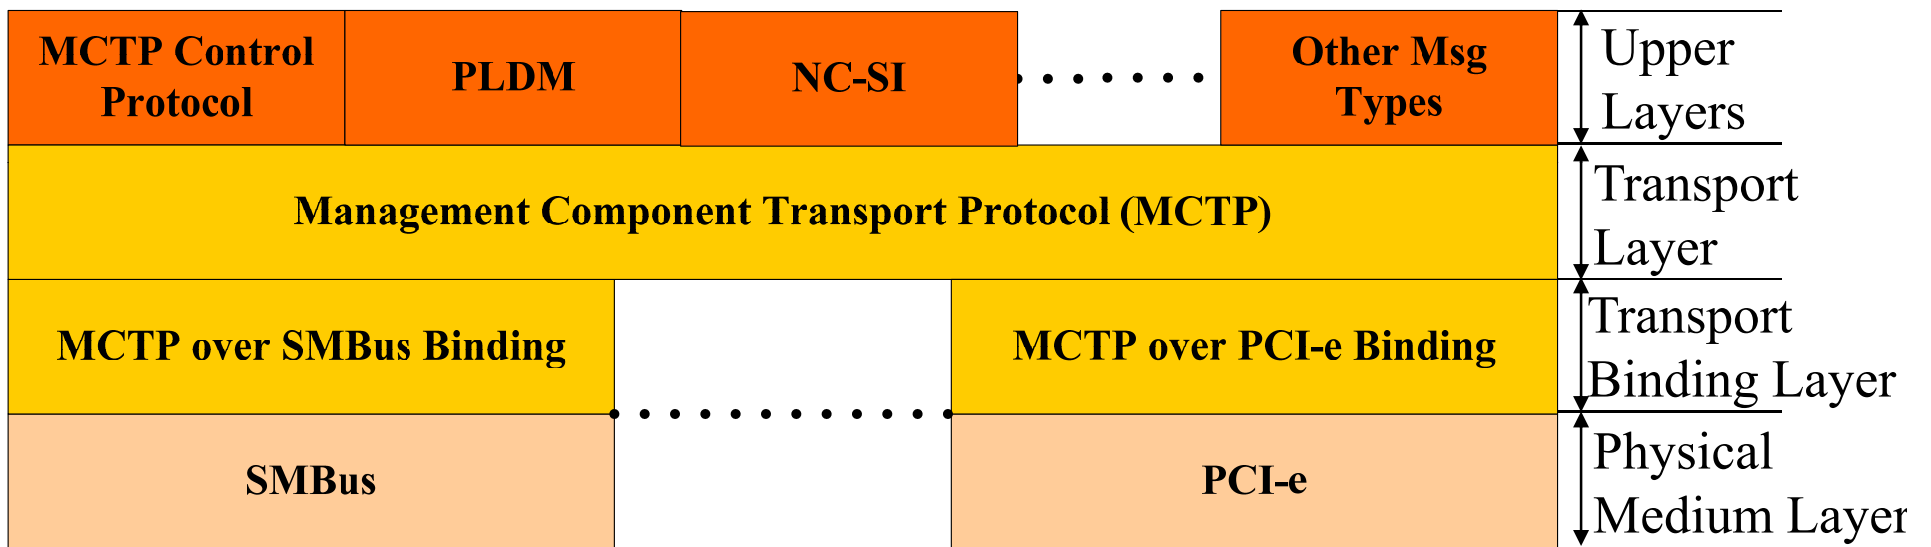 MCTP Control
Protocol
PLDM
NC-SI
Other Msg
Types
Upper
Layers
Management Component Transport Protocol (MCTP)
Transport
Layer
MCTP over SMBus Binding
MCTP over PCI-e Binding
Transport
Binding Layer
SMBus
PCI-e
Physical
Medium Layer